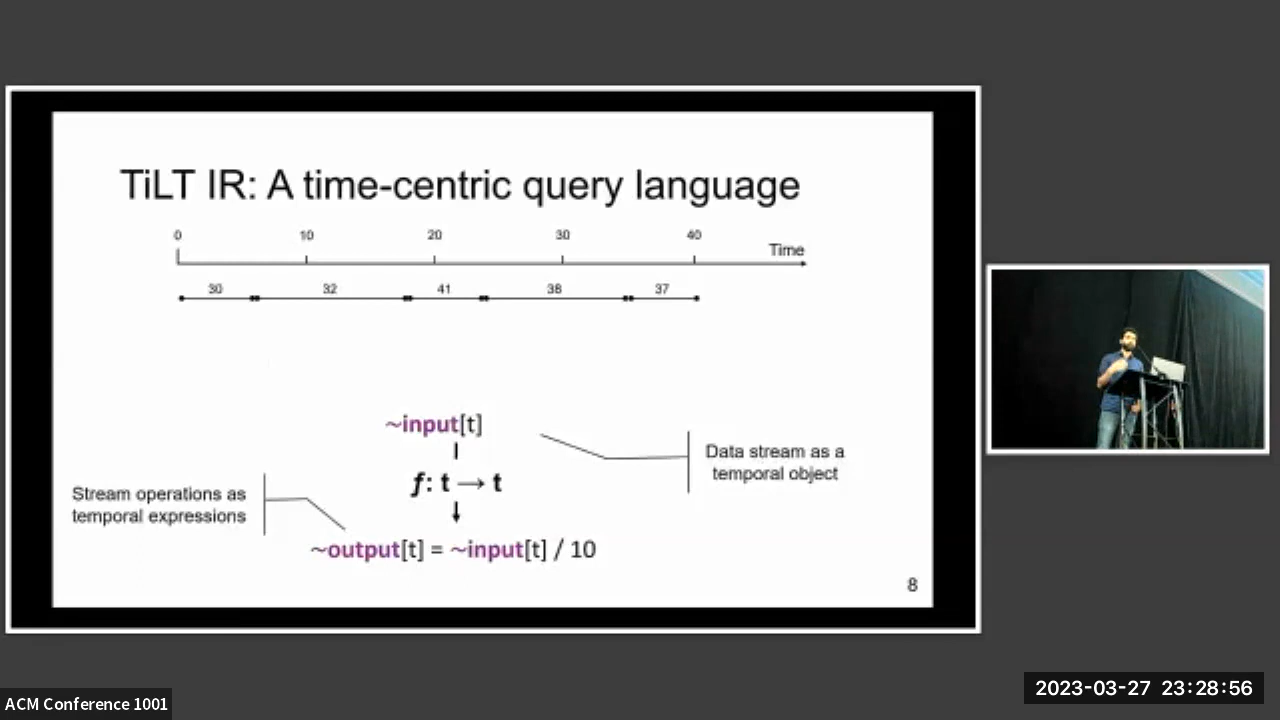 TiLT IR: A time-centric query language
0 10 20 30 40
Time
30 32 41 38 37
~input[t]
Data stream as a
temporal object
f: t → t
Stream operations as
temporal expressions
~output[t] = ~input[t] / 10
8
2023-03-27 23:28:56
ACM Conference 1001